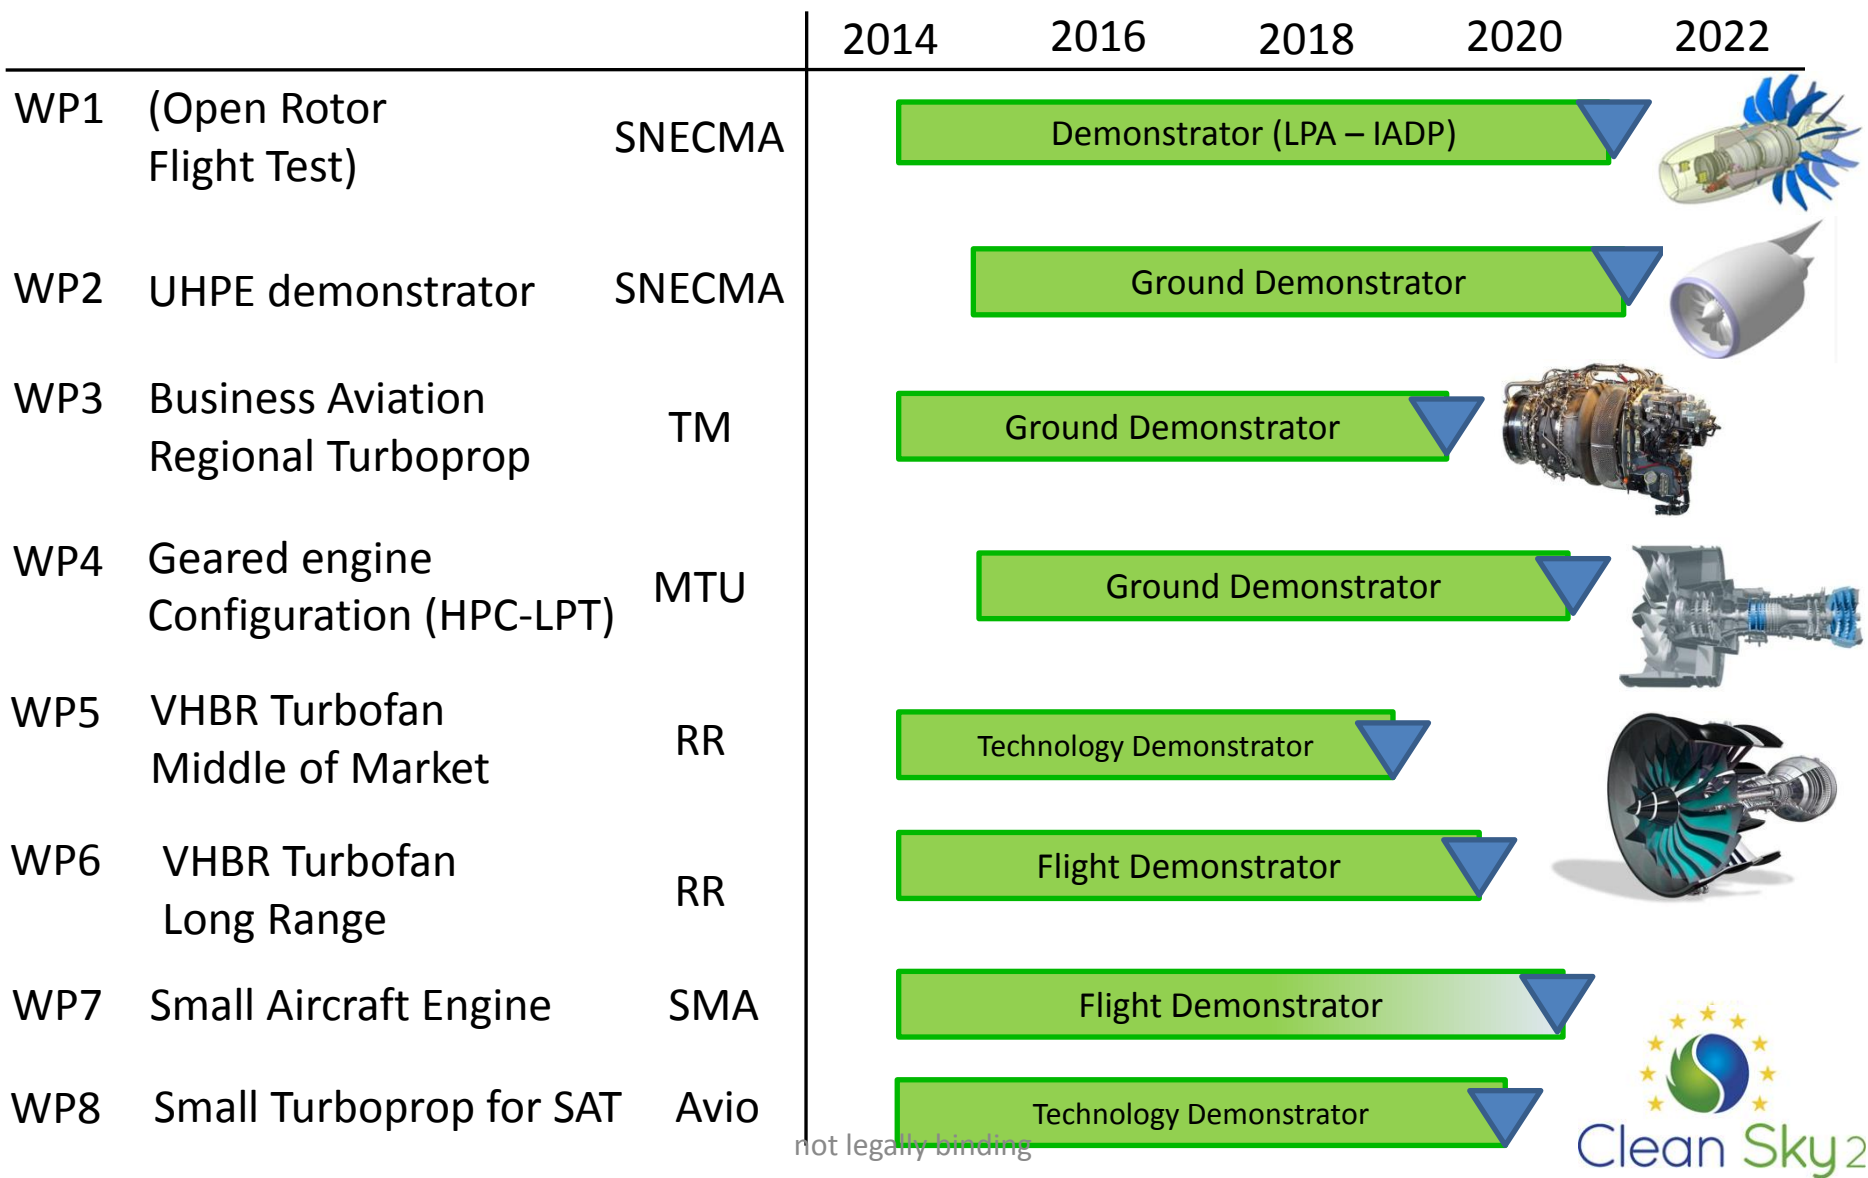 2014 2016 2018 2020 2022
WP1 (Open Rotor
Flight Test) SNECMA Demonstrator (LPA – IADP)
WP2 UHPE demonstrator SNECMA Ground Demonstrator
WP3 Business Aviation
Regional Turboprop TM Ground Demonstrator
WP4 Geared engine
Configuration (HPC-LPT) MTU Ground Demonstrator
WP5 VHBR Turbofan
Middle of Market RR Technology Demonstrator
WP6 VHBR Turbofan
Long Range RR Flight Demonstrator
WP7 Small Aircraft Engine SMA Flight Demonstrator
WP8 Small Turboprop for SAT Avio Technology Demonstrator
not legally binding
Clean Sky 2